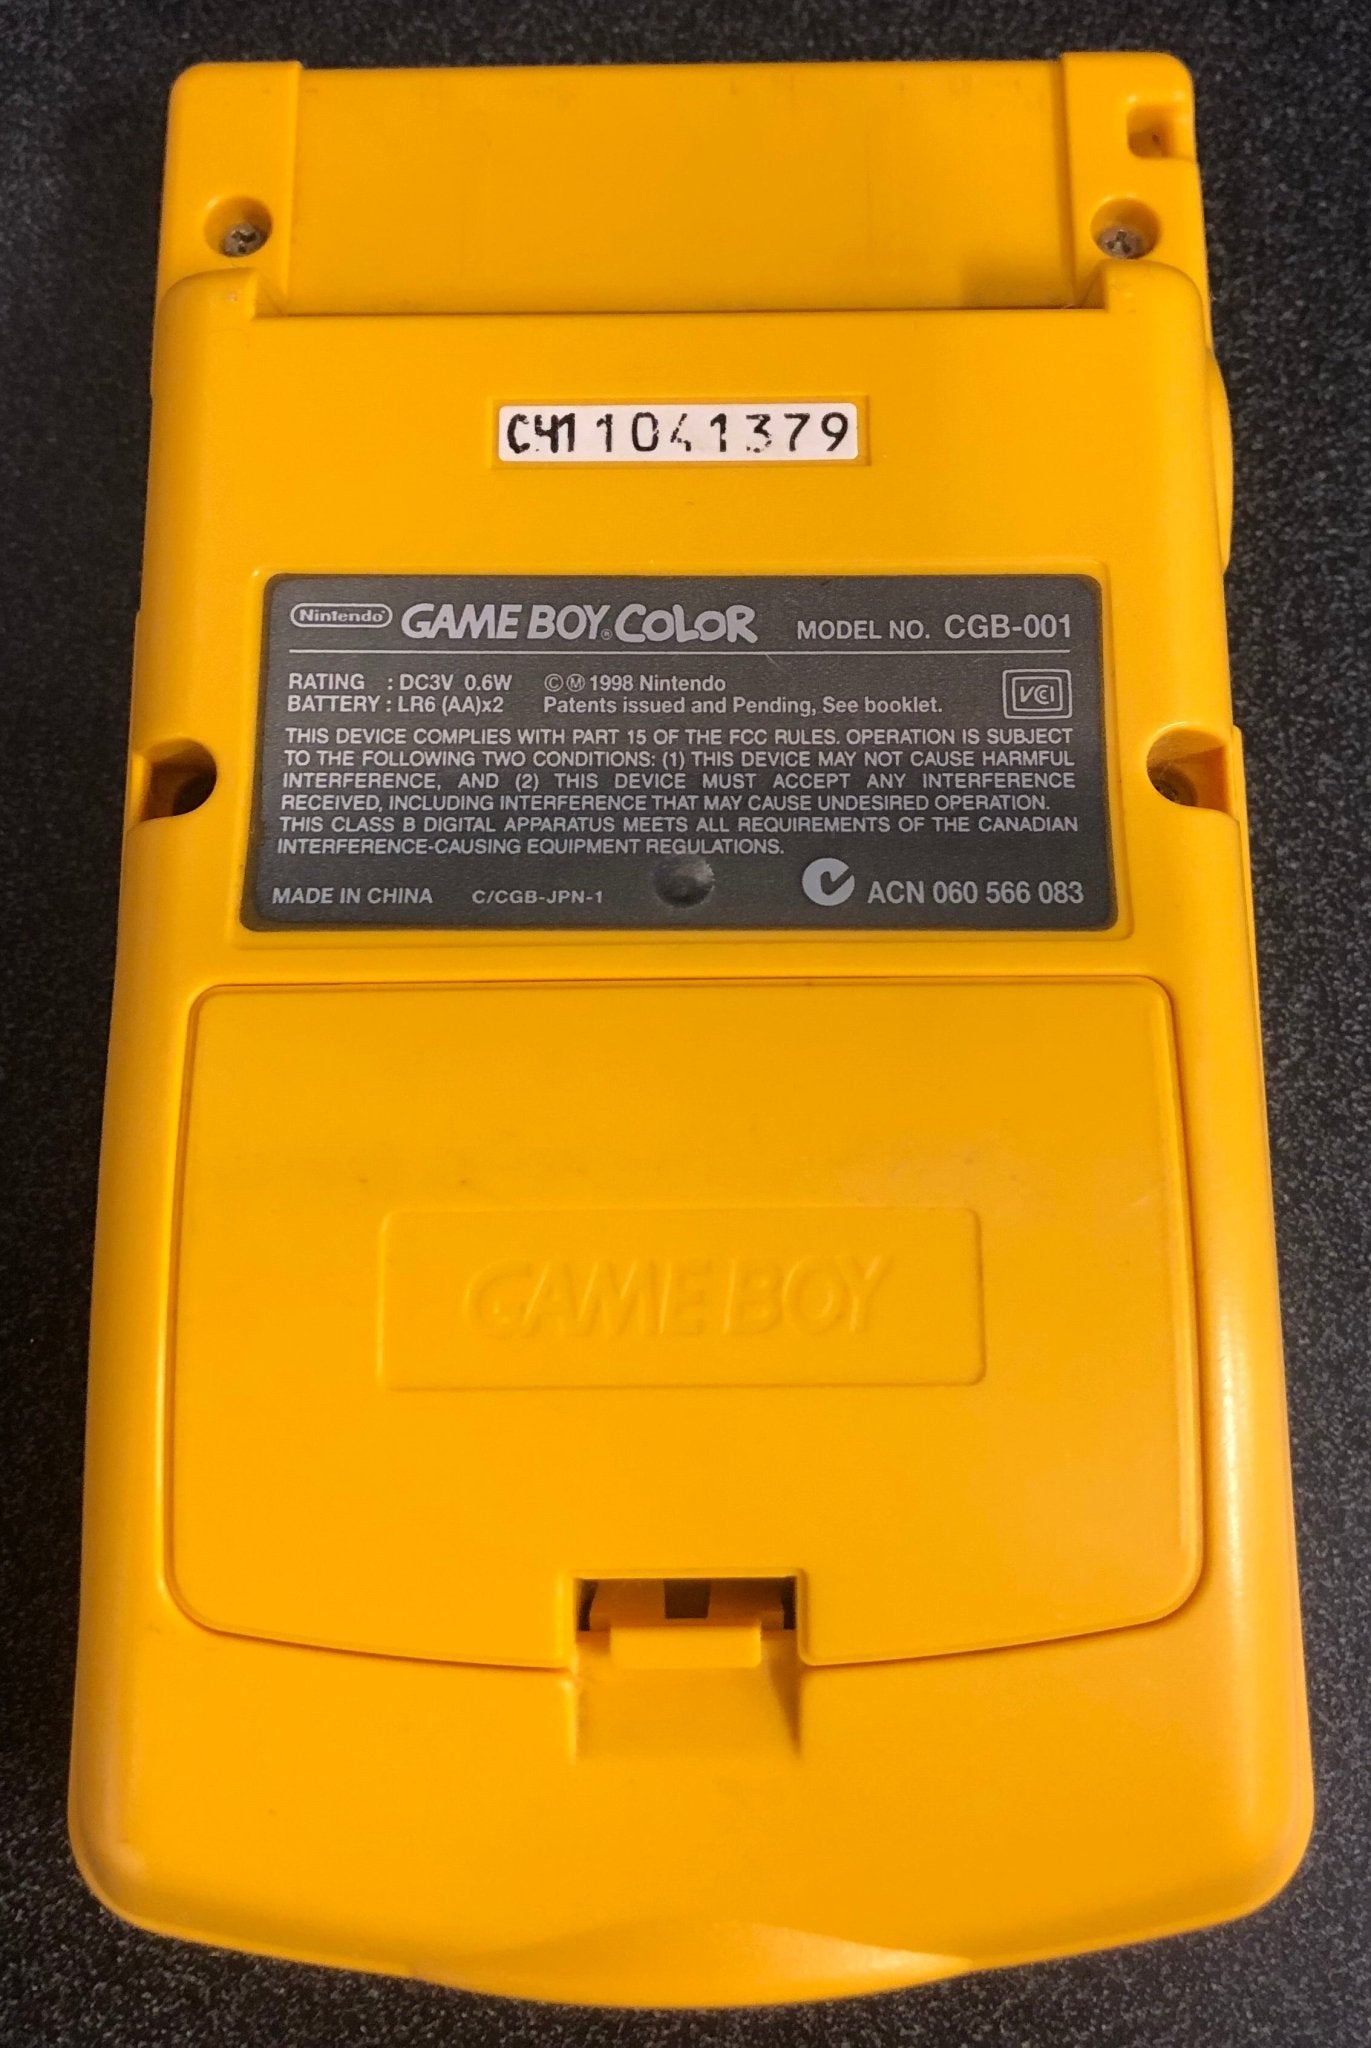 C411041379
Nintendo® GAME BOY® COLOR MODEL NO. CGB-001
RATING : DC3V 0.6W ©Ⓜ1998 Nintendo
BATTERY : LR6 (AA)x2 Patents issued and Pending, See booklet.
VCI
THIS DEVICE COMPLIES WITH PART 15 OF THE FCC RULES. OPERATION IS SUBJECT
TO THE FOLLOWING TWO CONDITIONS: (1) THIS DEVICE MAY NOT CAUSE HARMFUL
INTERFERENCE, AND (2) THIS DEVICE MUST ACCEPT ANY INTERFERENCE
RECEIVED, INCLUDING INTERFERENCE THAT MAY CAUSE UNDESIRED OPERATION.
THIS CLASS B DIGITAL APPARATUS MEETS ALL REQUIREMENTS OF THE CANADIAN
INTERFERENCE-CAUSING EQUIPMENT REGULATIONS.
MADE IN CHINA C/CGB-JPN-1 ACN 060 566 083
GAME BOY